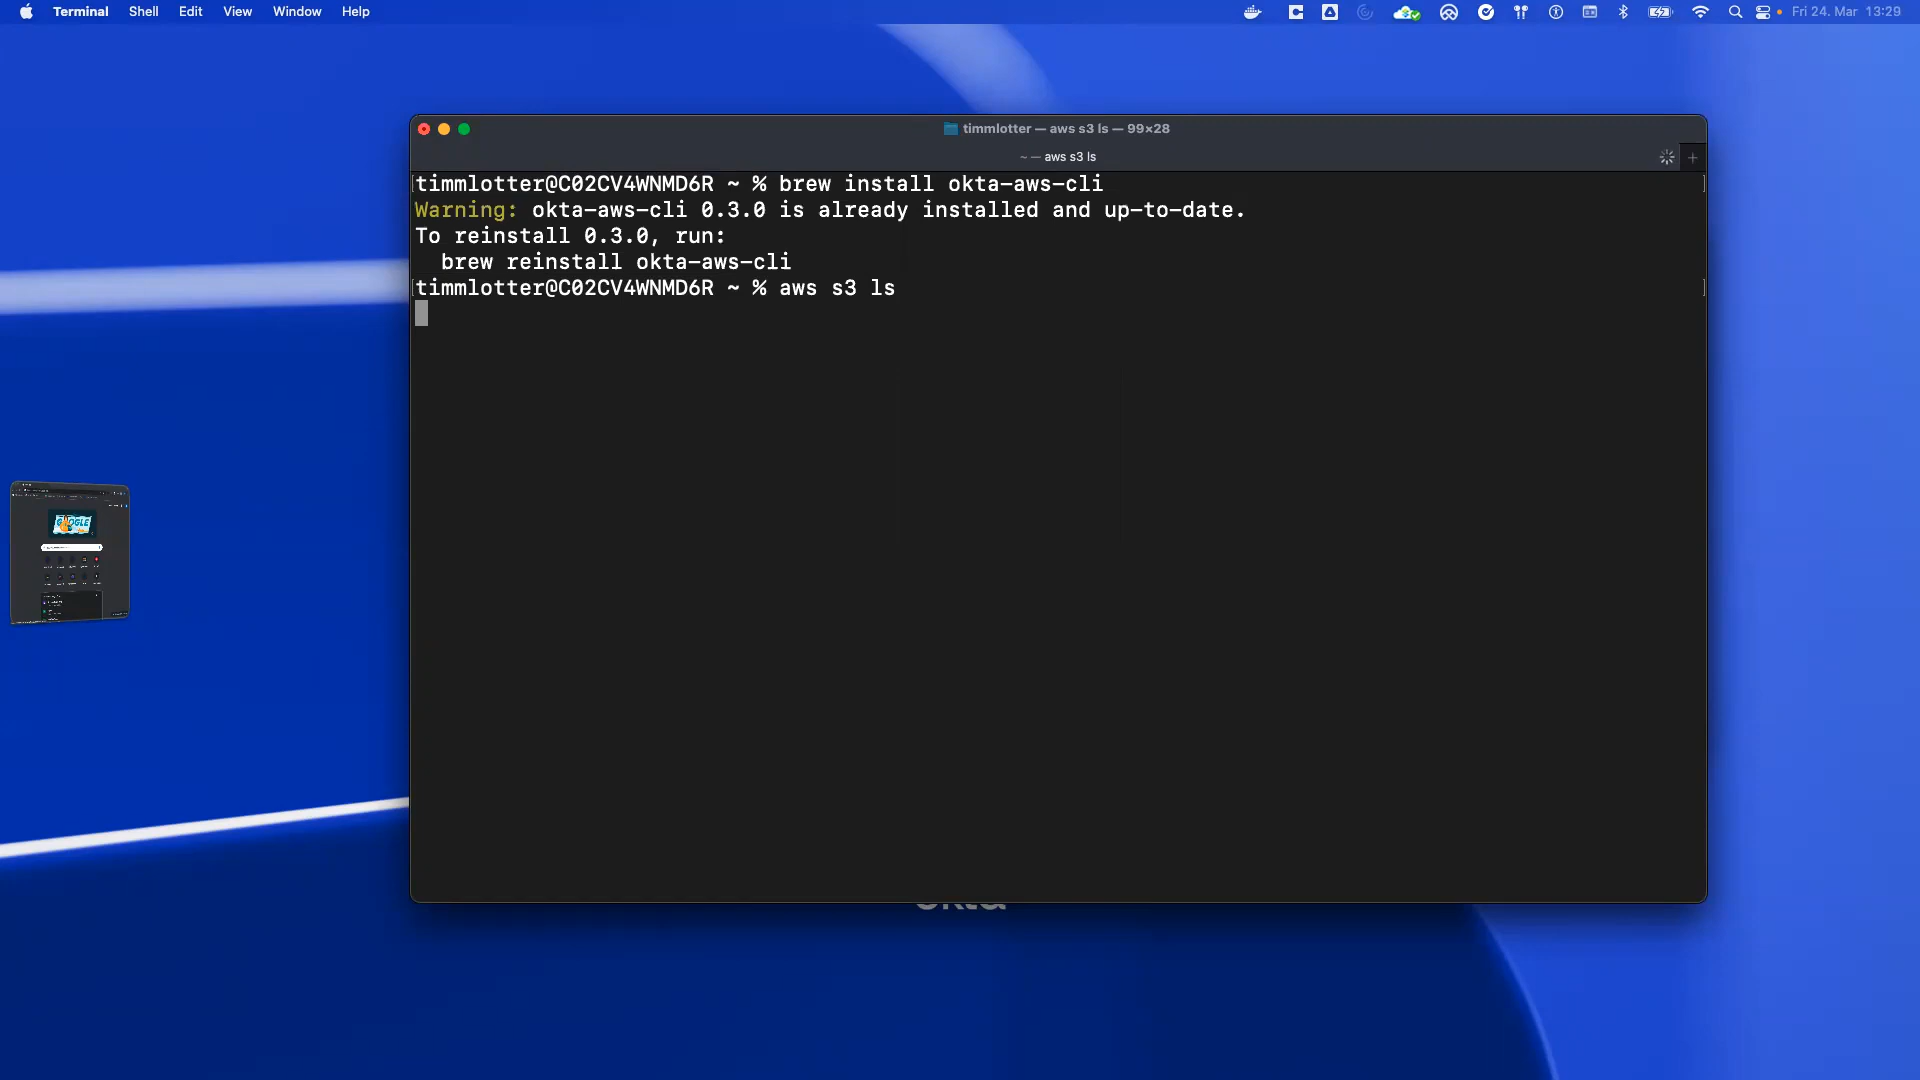 Terminal Shell Edit View Window Help
Fri 24. Mar 13:29
timmlotter — aws s3 ls — 99×28
~ — aws s3 ls
timmlotter@C02CV4WNMD6R ~ % brew install okta-aws-cli
Warning: okta-aws-cli 0.3.0 is already installed and up-to-date.
To reinstall 0.3.0, run:
brew reinstall okta-aws-cli
timmlotter@C02CV4WNMD6R ~ % aws s3 ls